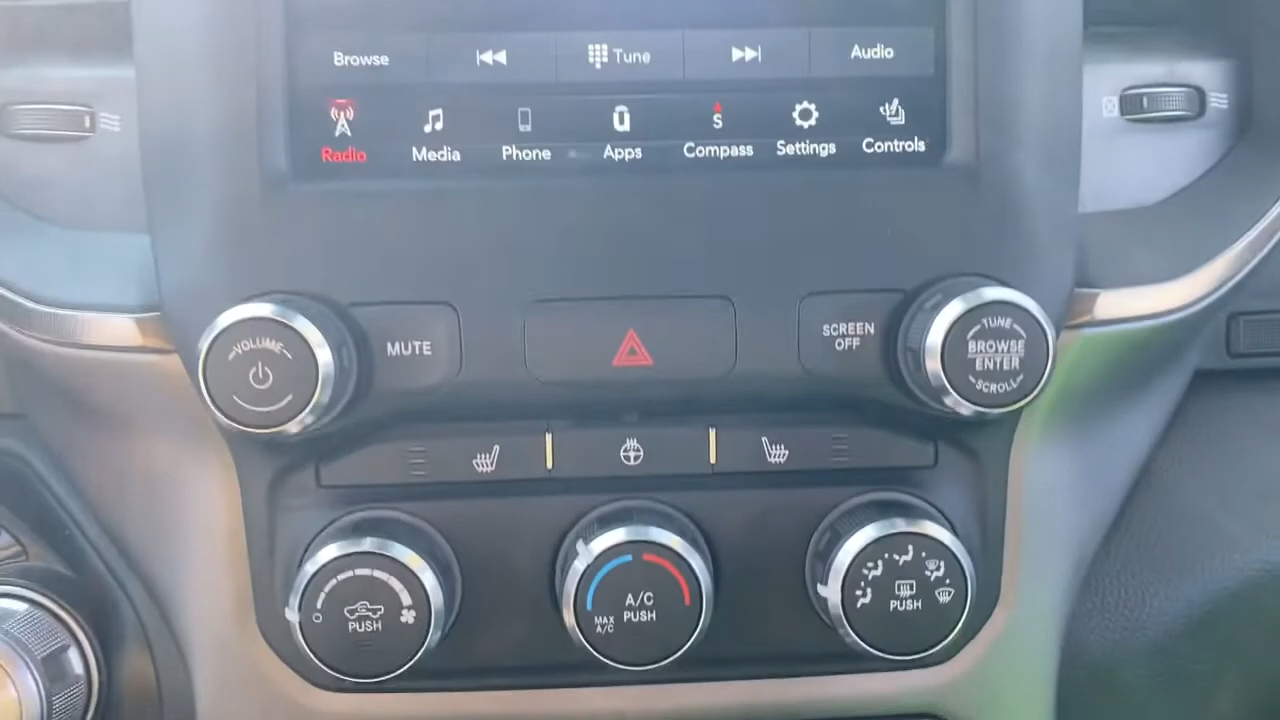 Browse
Tune
Audio
S
Radio
Media
Phone
Apps
Compass
Settings
Controls
VOLUME
MUTE
SCREEN
OFF
TUNE
BROWSE
ENTER
SCROLL
PUSH
A/C
PUSH
MAX
A/C
PUSH